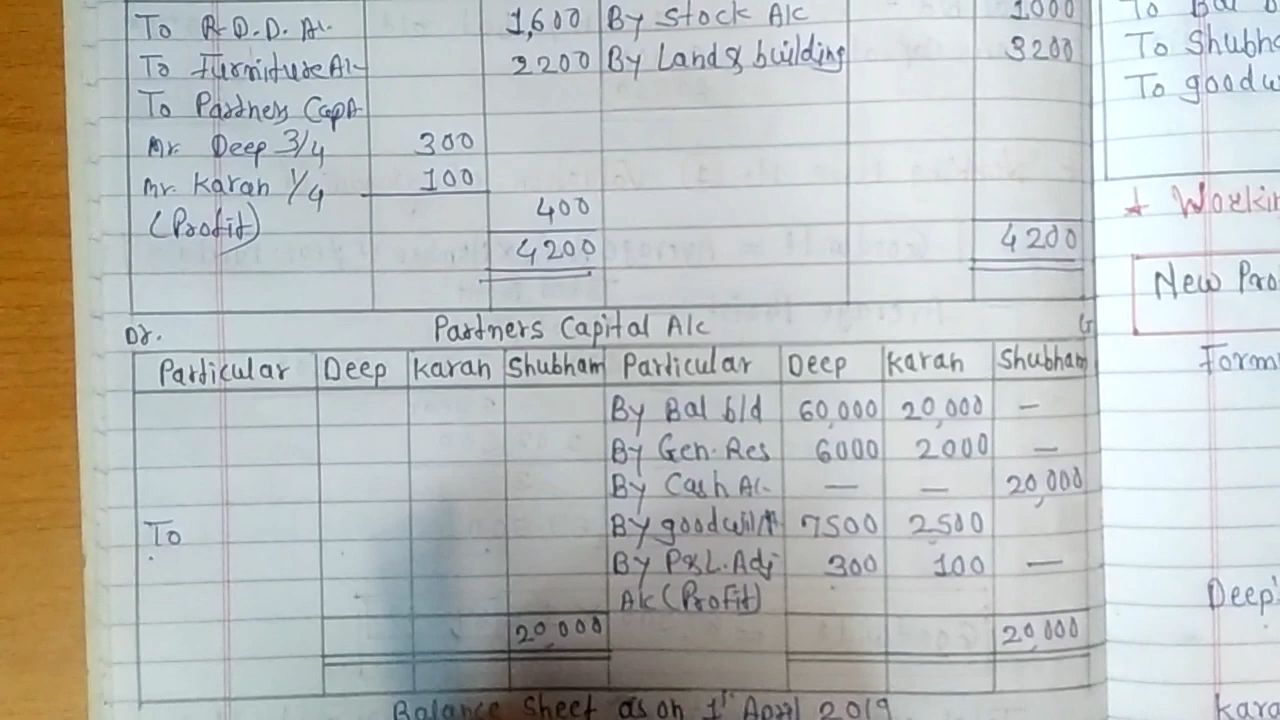 To R.D.D. A/c 1,600 By Stock A/c 1000
To Furniture A/c 2200 By Land & building 3200
To Partners Cap A
Mr. Deep 3/4 300
Mr. Karan 1/4 100
400
(Profit)
4200 4200
Dr. Partners Capital A/c Cr
Particular Deep Karan Shubham Particular Deep Karan Shubham
By Bal b/d 60,000 20,000 —
By Gen. Res 6000 2000 —
By Cash A/c — — 20,000
To By goodwill A 7500 2500
By P&L. Adj 300 100 —
A/c (Profit)
20,000 20,000
Balance Sheet as on 1st April 2019
To Shubh
To goodw
★ Workin
New Pro
Form
Deep'
Kara